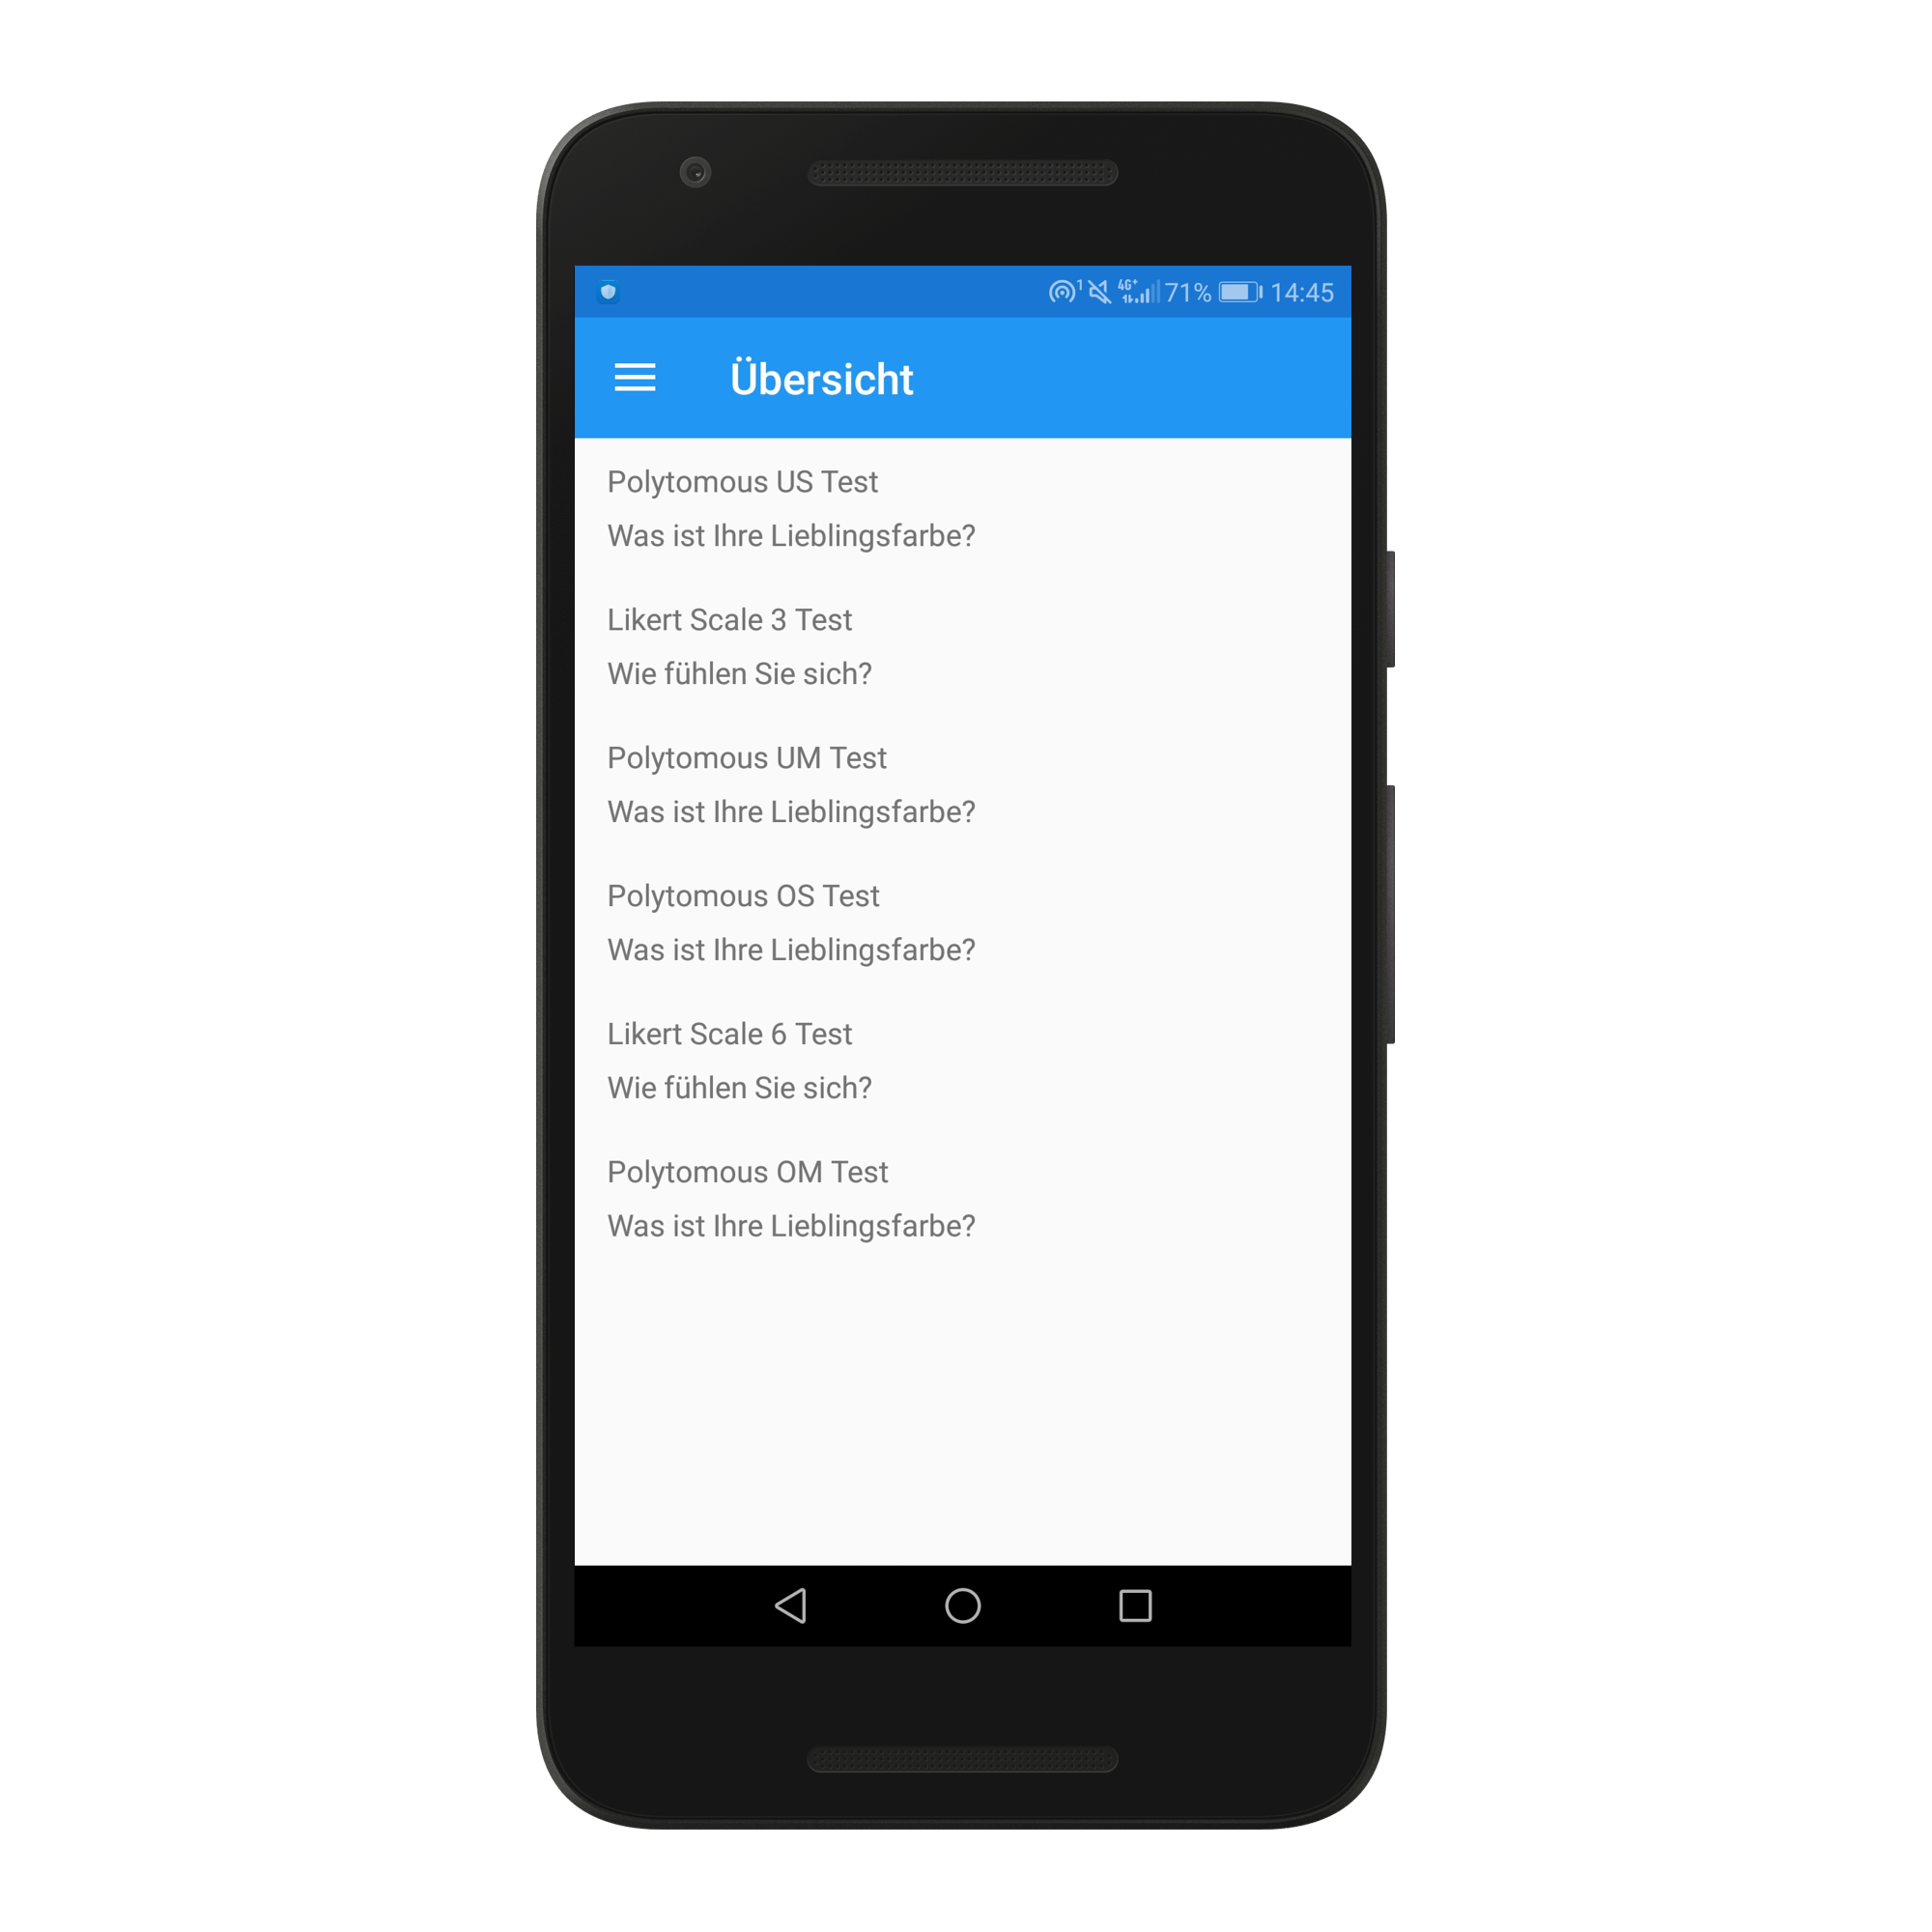 1 4G+ 71% 14:45
Übersicht
Polytomous US Test
Was ist Ihre Lieblingsfarbe?
Likert Scale 3 Test
Wie fühlen Sie sich?
Polytomous UM Test
Was ist Ihre Lieblingsfarbe?
Polytomous OS Test
Was ist Ihre Lieblingsfarbe?
Likert Scale 6 Test
Wie fühlen Sie sich?
Polytomous OM Test
Was ist Ihre Lieblingsfarbe?